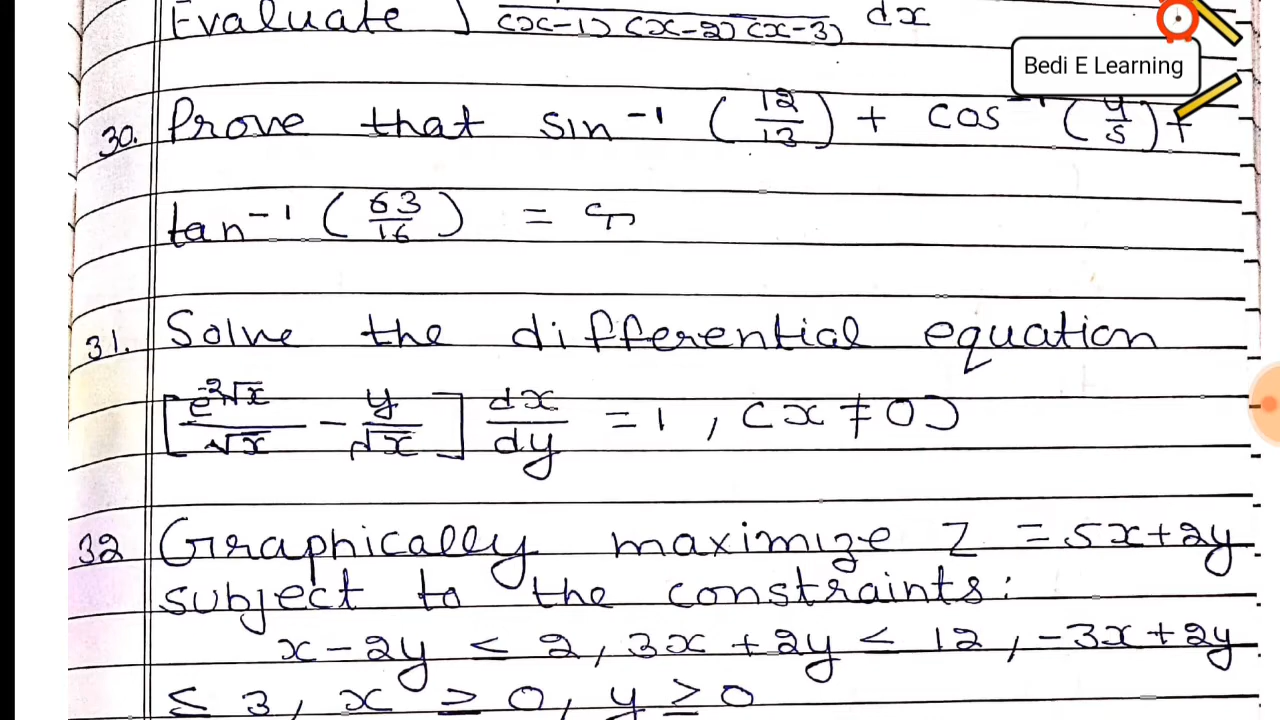 Evaluate ∫ (x-1)(x-2)(x-3) dx
Bedi E Learning
30. Prove that sin⁻¹ (12/13) + cos⁻¹ (4/5) +
tan⁻¹ (63/16) = π
31. Solve the differential equation
[e^-2√x/√x - y/√x] dx/dy = 1, (x ≠ 0)
32 Graphically maximize Z = 5x+2y
subject to the constraints:
x-2y ≤ 2, 3x + 2y ≤ 12, -3x+2y
≤ 3, x ≥ 0, y ≥ 0